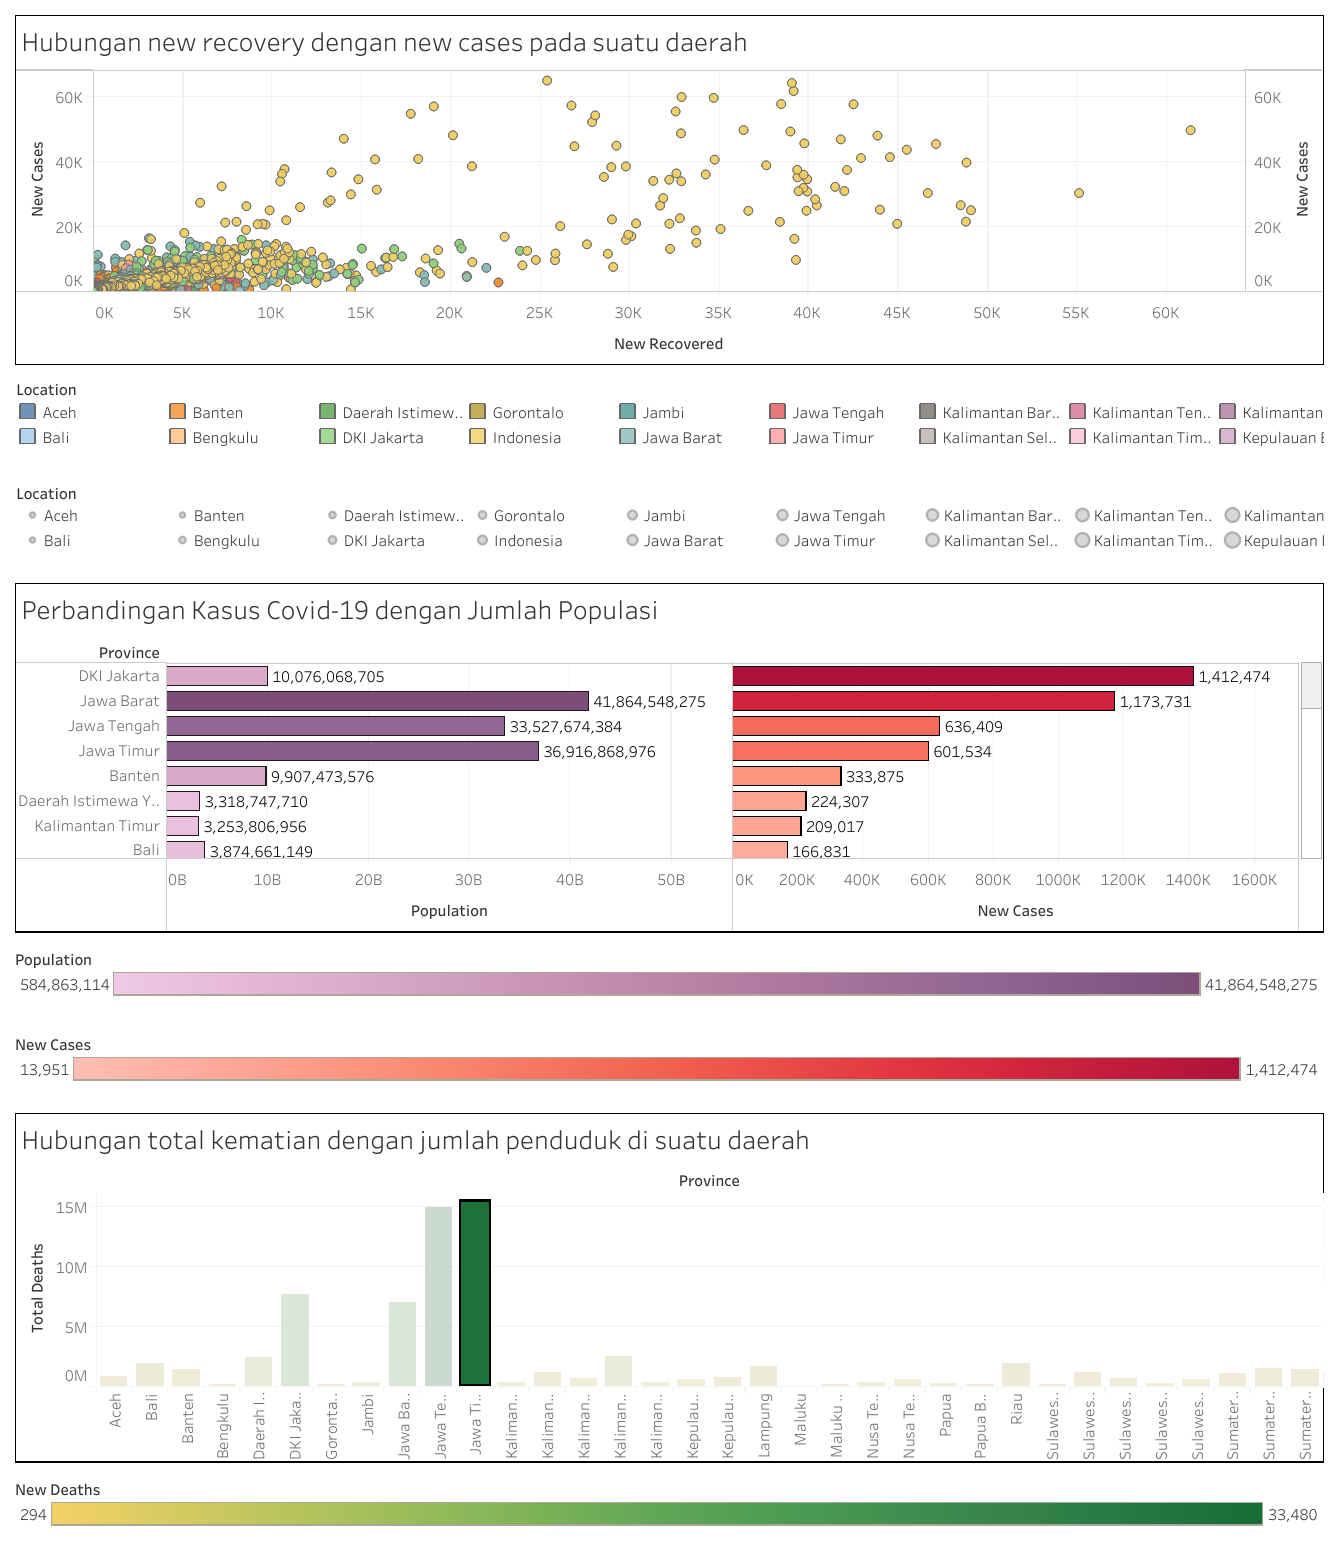 Hubungan new recovery dengan new cases pada suatu daerah
60K
40K
20K
0K
New Cases
60K
40K
20K
0K
New Cases
0K 5K 10K 15K 20K 25K 30K 35K 40K 45K 50K 55K 60K
New Recovered
Location
Aceh Banten Daerah Istimew.. Gorontalo Jambi Jawa Tengah Kalimantan Bar.. Kalimantan Ten.. Kalimantan
Bali Bengkulu DKI Jakarta Indonesia Jawa Barat Jawa Timur Kalimantan Sel.. Kalimantan Tim.. Kepulauan
Location
Aceh Banten Daerah Istimew.. Gorontalo Jambi Jawa Tengah Kalimantan Bar.. Kalimantan Ten.. Kalimantan
Bali Bengkulu DKI Jakarta Indonesia Jawa Barat Jawa Timur Kalimantan Sel.. Kalimantan Tim.. Kepulauan
Perbandingan Kasus Covid-19 dengan Jumlah Populasi
Province
DKI Jakarta 10,076,068,705 1,412,474
Jawa Barat 41,864,548,275 1,173,731
Jawa Tengah 33,527,674,384 636,409
Jawa Timur 36,916,868,976 601,534
Banten 9,907,473,576 333,875
Daerah Istimewa Y.. 3,318,747,710 224,307
Kalimantan Timur 3,253,806,956 209,017
Bali 3,874,661,149 166,831
0B 10B 20B 30B 40B 50B 0K 200K 400K 600K 800K 1000K 1200K 1400K 1600K
Population New Cases
Population
584,863,114 41,864,548,275
New Cases
13,951 1,412,474
Hubungan total kematian dengan jumlah penduduk di suatu daerah
Province
15M
10M
5M
0M
Total Deaths
Aceh
Bali
Banten
Bengkulu
Daerah I..
DKI Jaka..
Goronta..
Jambi
Jawa Ba..
Jawa Te..
Jawa Ti..
Kaliman..
Kaliman..
Kaliman..
Kaliman..
Kaliman..
Kepulau..
Kepulau..
Lampung
Maluku
Maluku ..
Nusa Te..
Nusa Te..
Papua
Papua B..
Riau
Sulawes..
Sulawes..
Sulawes..
Sulawes..
Sulawes..
Sumater..
Sumater..
Sumater..
New Deaths
294 33,480